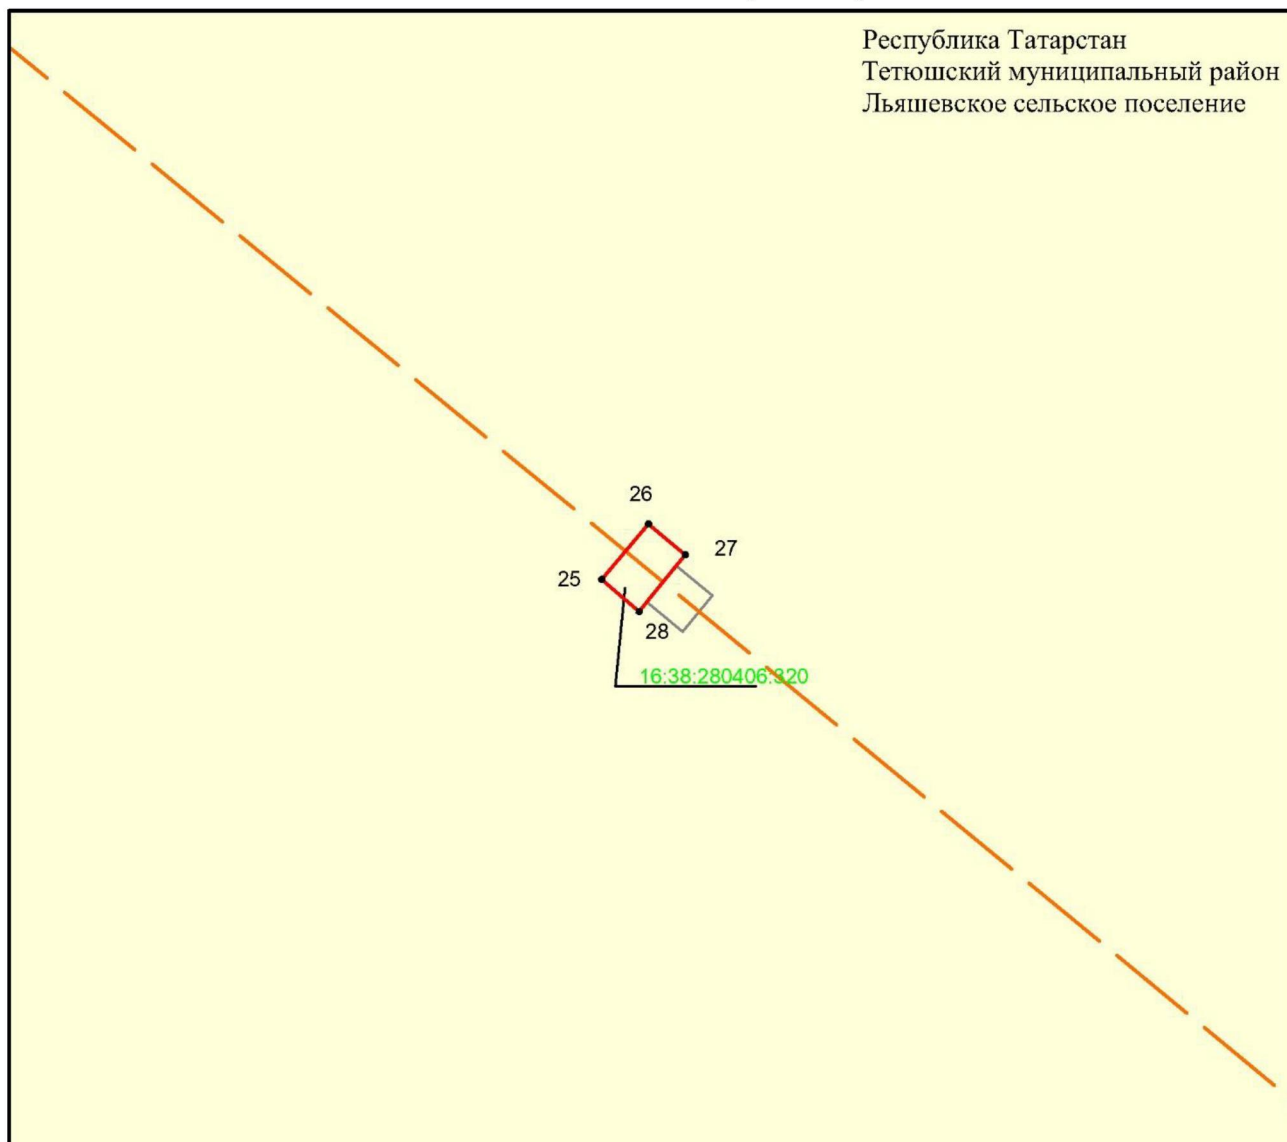 Республика Татарстан
Тетюшский муниципальный район
Льяшевское сельское поселение
26
27
25
28
16:38:280406:320